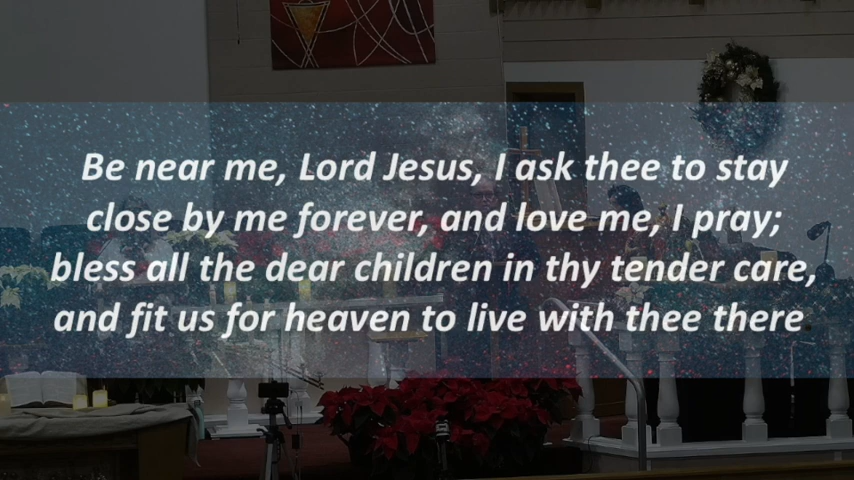 Be near me, Lord Jesus, I ask thee to stay
close by me forever, and love me, I pray;
bless all the dear children in thy tender care,
and fit us for heaven to live with thee there